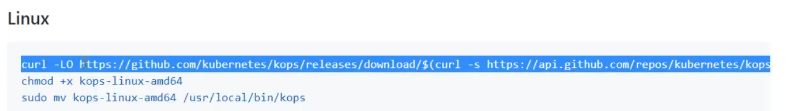 Linux
curl -LO https://github.com/kubernetes/kops/releases/download/$(curl -s https://api.github.com/repos/kubernetes/kops
chmod +x kops-linux-amd64
sudo mv kops-linux-amd64 /usr/local/bin/kops